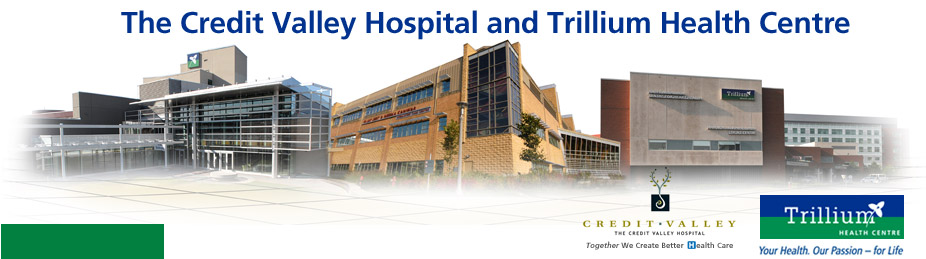 The Credit Valley Hospital and Trillium Health Centre
Trillium
CREDIT · VALLEY
THE CREDIT VALLEY HOSPITAL
Together We Create Better Health Care
Trillium
HEALTH CENTRE
Your Health. Our Passion – for Life